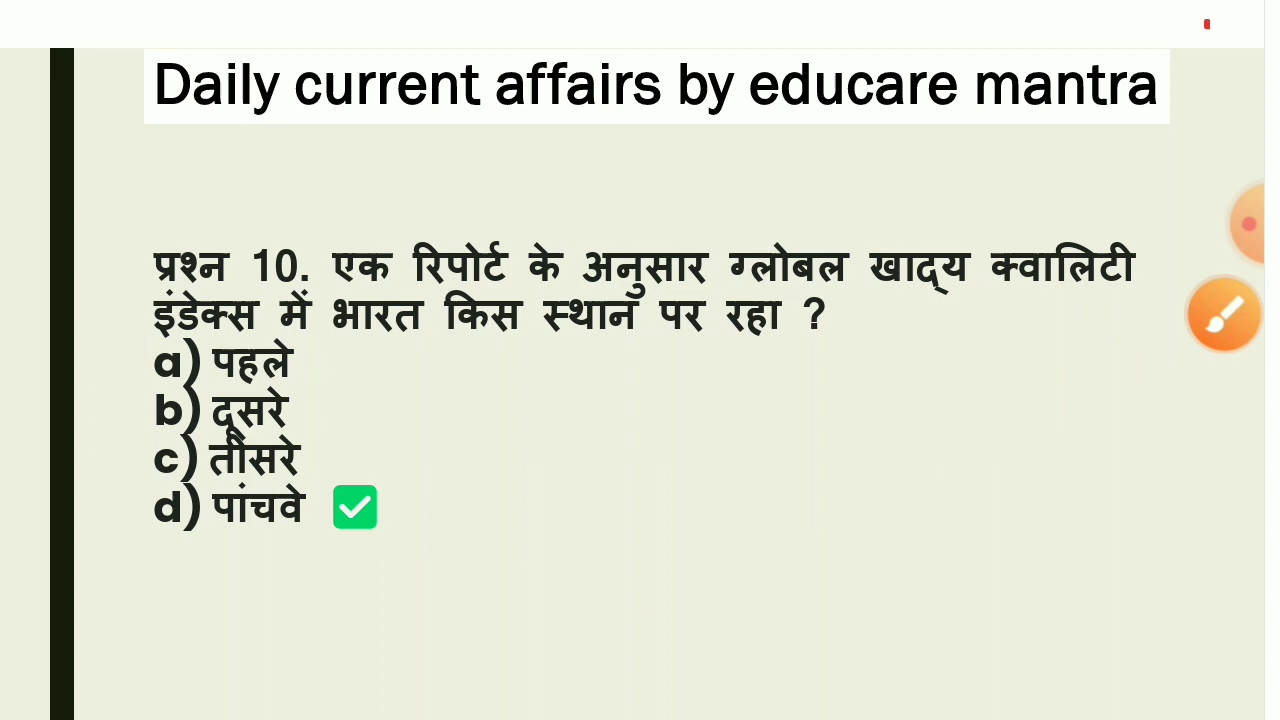 Daily current affairs by educare mantra
प्रश्न 10. एक रिपोर्ट के अनुसार ग्लोबल खाद्य क्वालिटी
इंडेक्स में भारत किस स्थान पर रहा ?
a) पहले
b) दूसरे
c) तीसरे
d) पांचवे